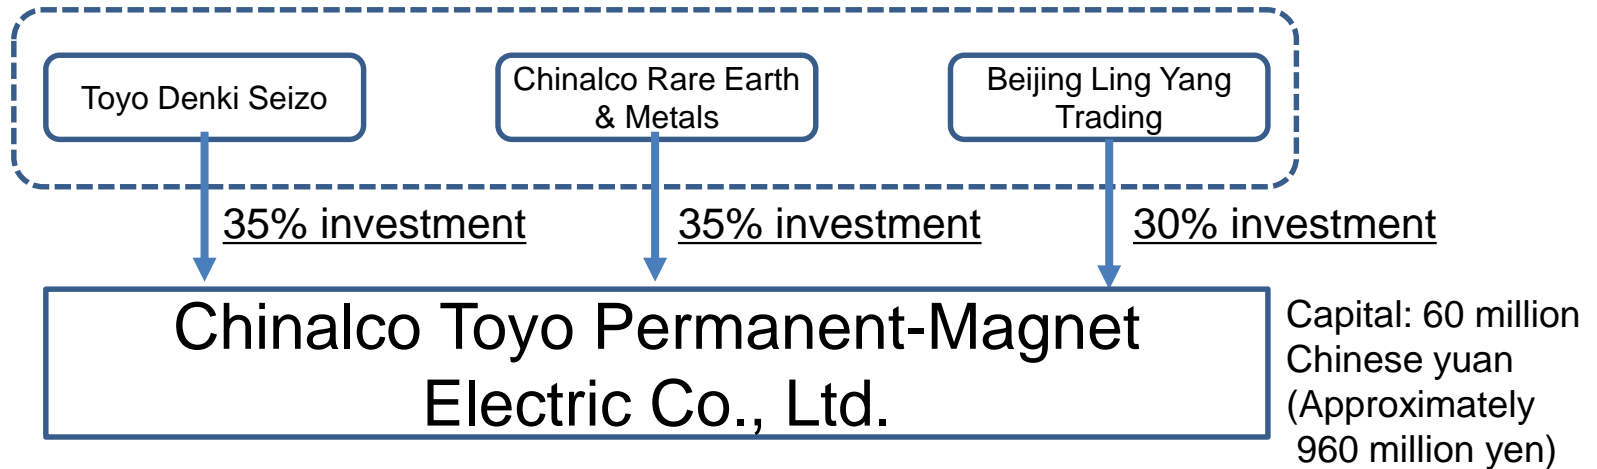 Toyo Denki Seizo
Chinalco Rare Earth
& Metals
Beijing Ling Yang
Trading
35% investment
35% investment
30% investment
Chinalco Toyo Permanent-Magnet
Electric Co., Ltd.
Capital: 60 million
Chinese yuan
(Approximately
960 million yen)